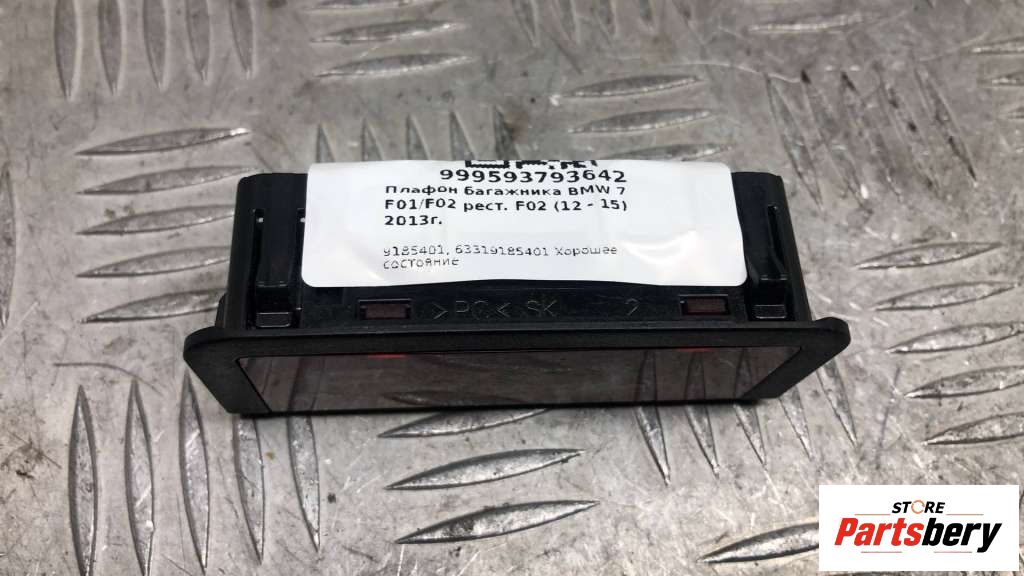 999593793642
Плафон багажника BMW 7
F01/F02 рест. F02 (12 - 15)
2013г.
9185401, 63319185401 Хорошее
состояние
>PC< SK 2
STORE
Partsbery